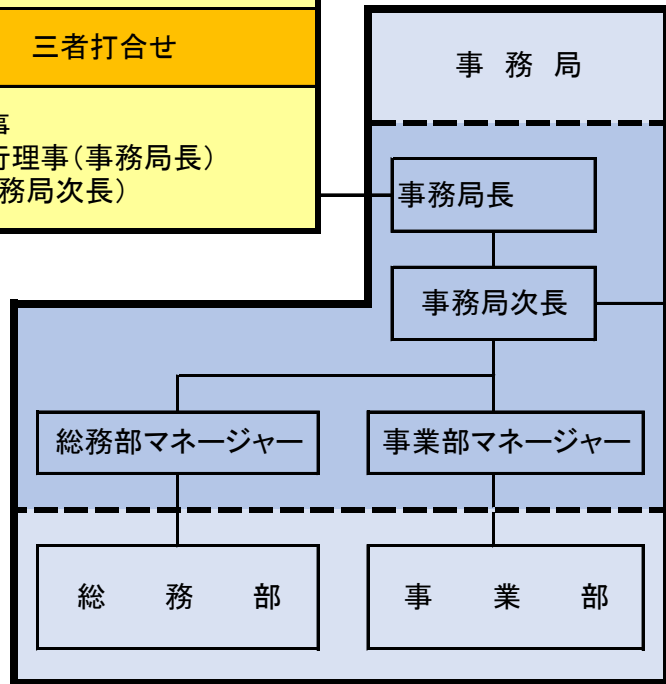 三者打合せ
事
行理事(事務局長)
務局次長)
事 務 局
事務局長
事務局次長
総務部マネージャー
事業部マネージャー
総 務 部
事 業 部